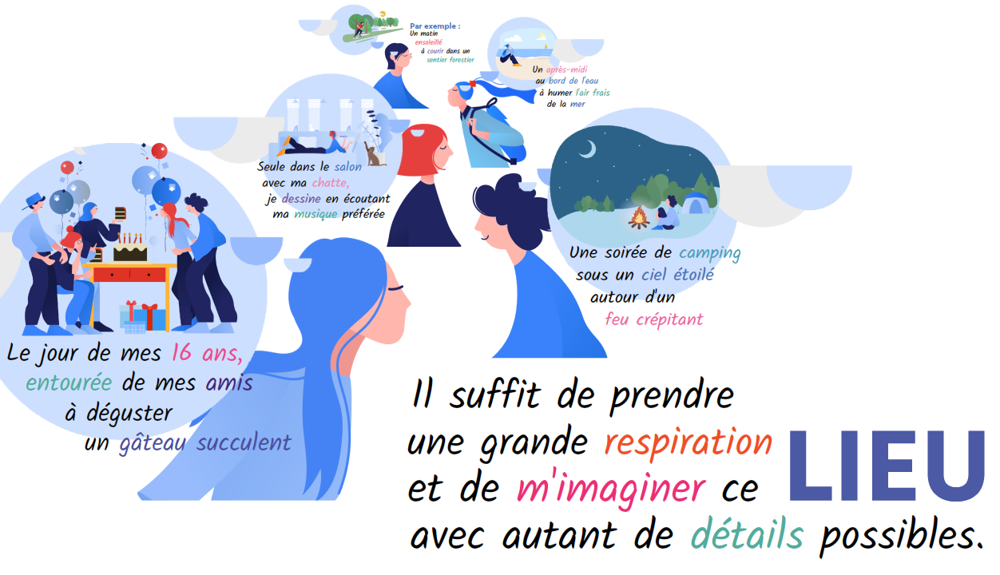 Par exemple :
Un matin
ensoleillé
à courir dans un
sentier forestier
Un après-midi
au bord de l'eau
à humer l'air frais
de la mer
Seule dans le salon
avec ma chatte,
je dessine en écoutant
ma musique préférée
Une soirée de camping
sous un ciel étoilé
autour d'un
feu crépitant
Le jour de mes 16 ans,
entourée de mes amis
à déguster
un gâteau succulent
Il suffit de prendre
une grande respiration
et de m'imaginer ce LIEU
avec autant de détails possibles.